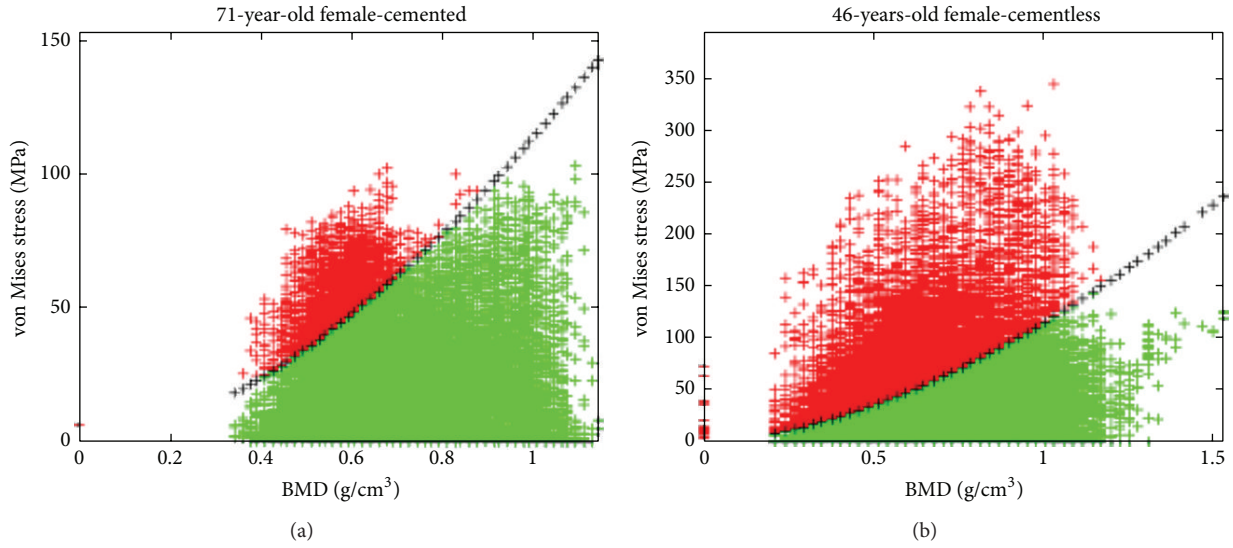 71-year-old female-cemented
150
100
50
0
von Mises stress (MPa)
0 0.2 0.4 0.6 0.8 1
BMD (g/cm³)
(a)
46-years-old female-cementless
350
300
250
200
150
100
50
0
von Mises stress (MPa)
0 0.5 1 1.5
BMD (g/cm³)
(b)